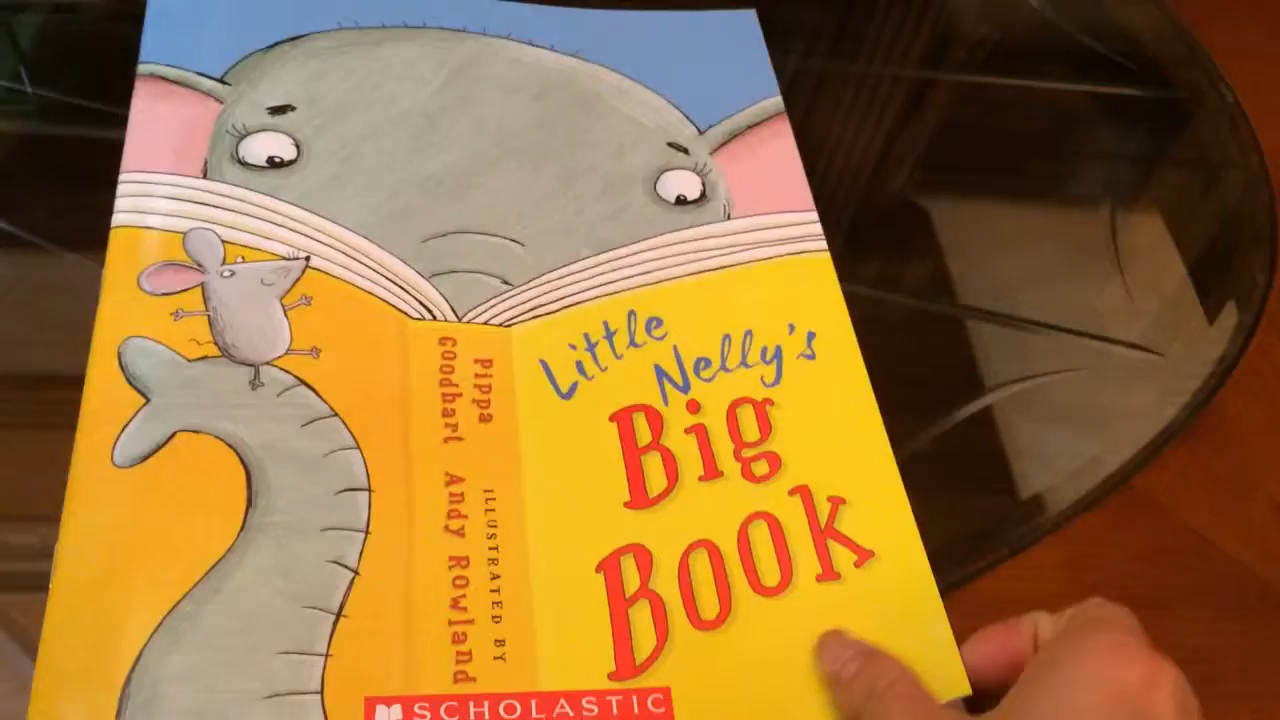 Little
Nelly's
Big
Book
Pippa
Goodhart
ILLUSTRATED BY
Andy Rowland
SCHOLASTIC